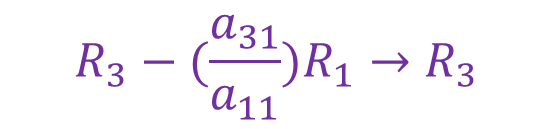 R₃ − (a₃₁/a₁₁)R₁ → R₃